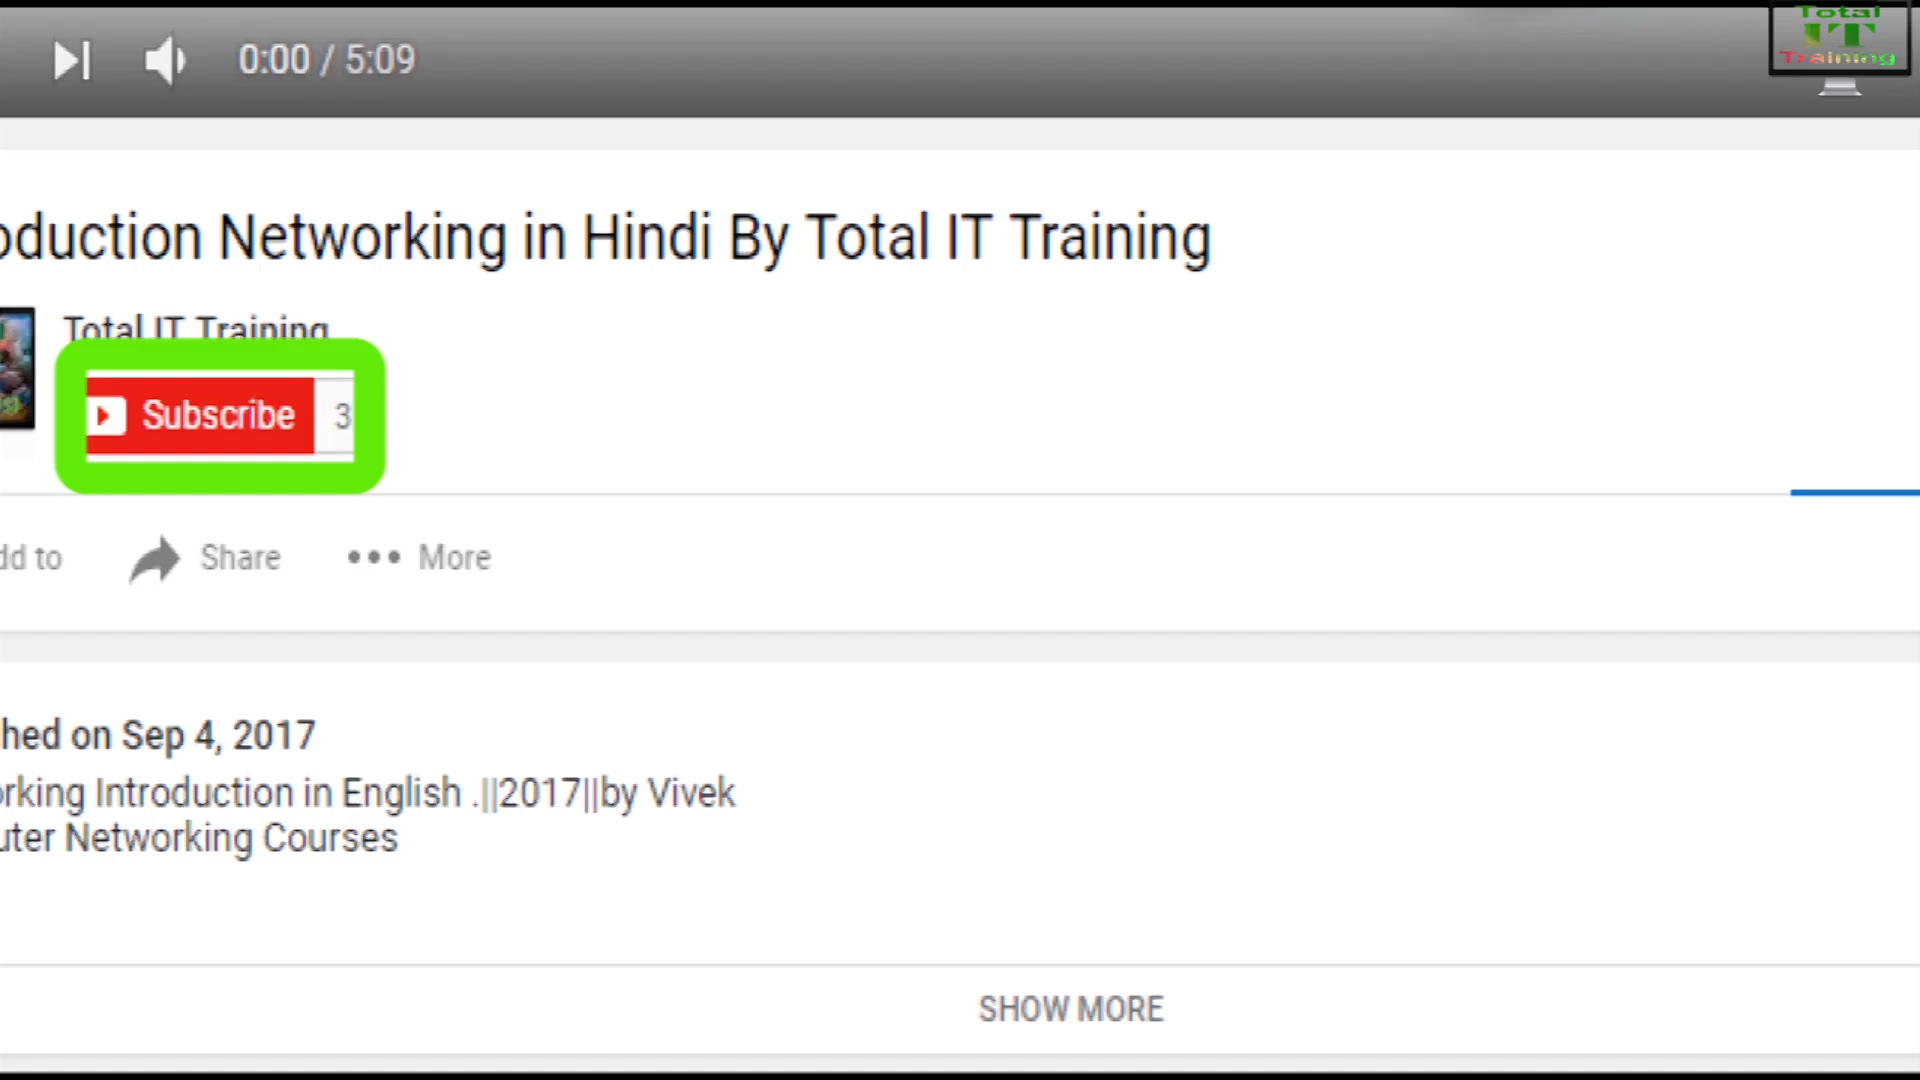 0:00 / 5:09
Total
IT
Training
oduction Networking in Hindi By Total IT Training
Total IT Training
Subscribe 3
dd to Share ••• More
hed on Sep 4, 2017
orking Introduction in English .||2017||by Vivek
uter Networking Courses
SHOW MORE